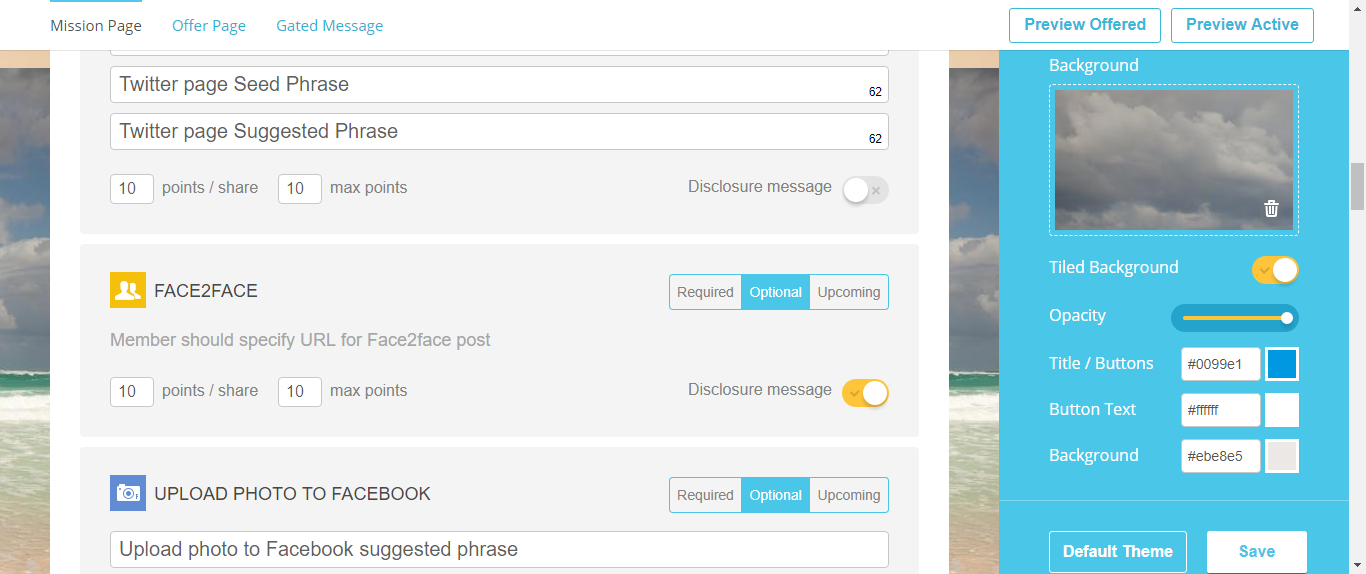 Mission Page
Offer Page
Gated Message
Preview Offered
Preview Active
Twitter page Seed Phrase
62
Twitter page Suggested Phrase
62
10 points / share 10 max points
Disclosure message
FACE2FACE
Required Optional Upcoming
Member should specify URL for Face2face post
10 points / share 10 max points
Disclosure message
UPLOAD PHOTO TO FACEBOOK
Required Optional Upcoming
Upload photo to Facebook suggested phrase
Background
Tiled Background
Opacity
Title / Buttons #0099e1
Button Text #ffffff
Background #ebe8e5
Default Theme
Save